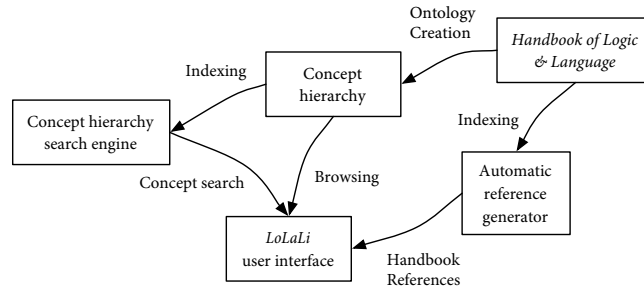 Ontology
Creation
Handbook of Logic
& Language
Indexing
Concept
hierarchy
Concept hierarchy
search engine
Indexing
Concept search
Browsing
Automatic
reference
generator
LoLaLi
user interface
Handbook
References